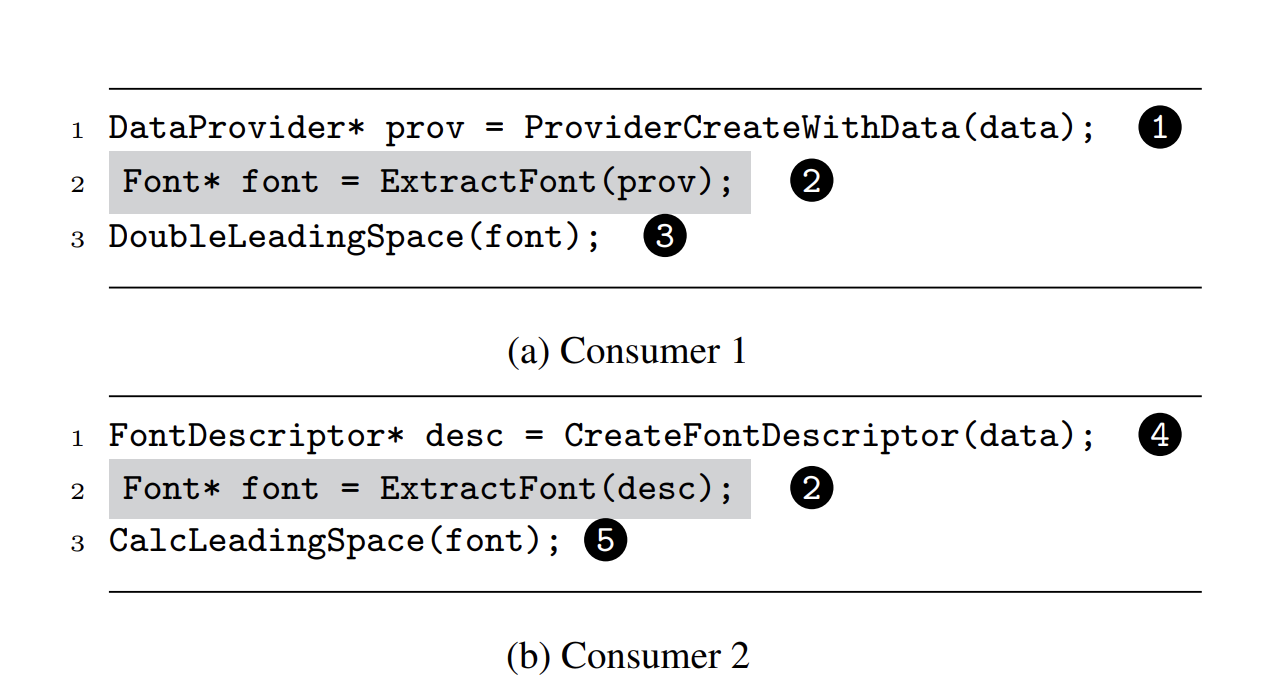 1 DataProvider* prov = ProviderCreateWithData(data); 1
2 Font* font = ExtractFont(prov); 2
3 DoubleLeadingSpace(font); 3
(a) Consumer 1
1 FontDescriptor* desc = CreateFontDescriptor(data); 4
2 Font* font = ExtractFont(desc); 2
3 CalcLeadingSpace(font); 5
(b) Consumer 2